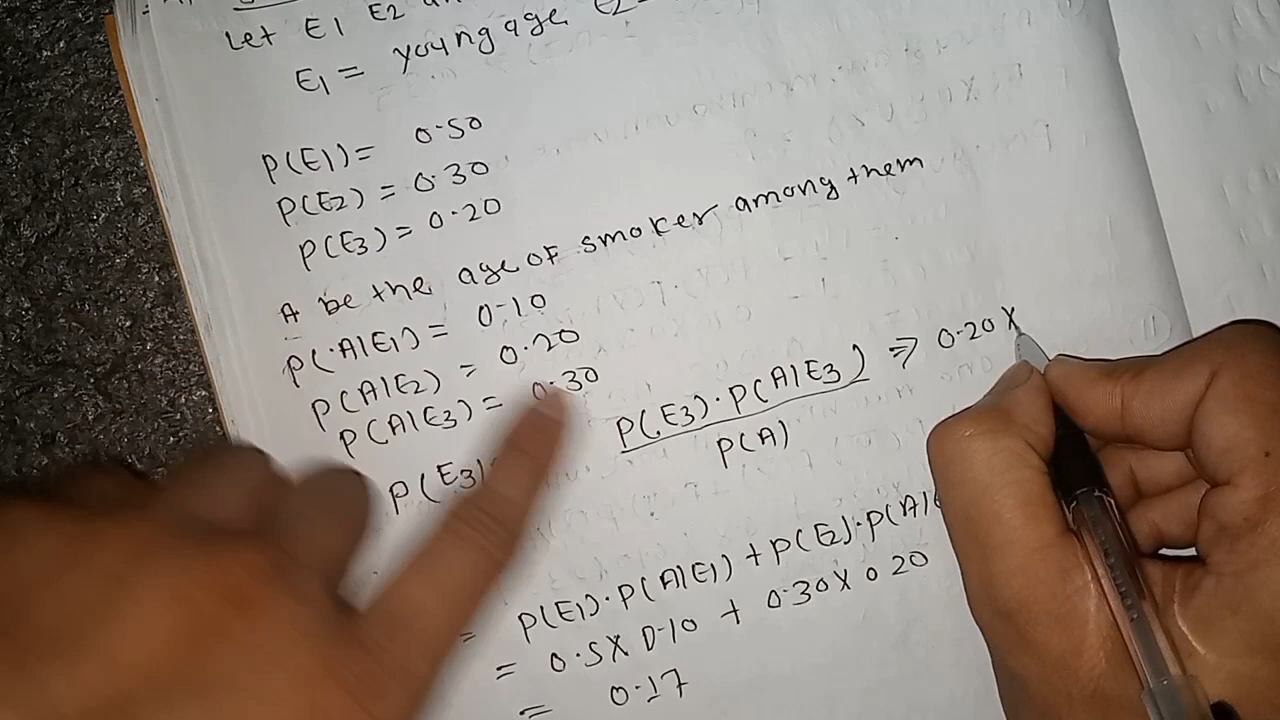 Let E1 E2
E1 = young age E2
P(E1) = 0.50
P(E2) = 0.30
P(E3) = 0.20
A be the age of smoker among them
P(A|E1) = 0.10
P(A|E2) = 0.20
P(A|E3) = 0.30
P(E3) P(E3).P(A|E3) ⇒ 0.20 X
P(A)
= P(E1).P(A|E1) + P(E2).P(A|
= 0.5 X 0.10 + 0.30 X 0 20
= 0.17